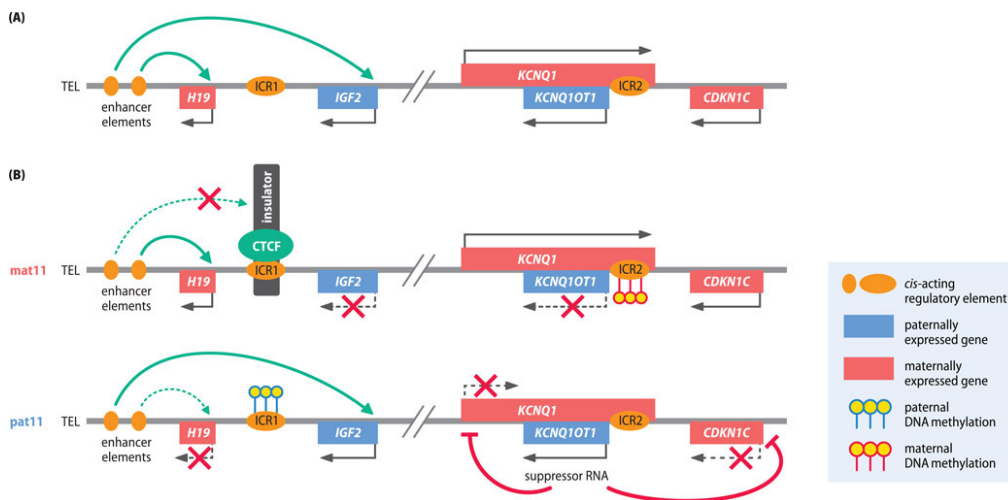 (A)
TEL
enhancer
elements
H19
ICR1
IGF2
KCNQ1
KCNQ1OT1
ICR2
CDKN1C
(B)
mat11
TEL
enhancer
elements
H19
insulator
CTCF
ICR1
IGF2
KCNQ1
KCNQ1OT1
ICR2
CDKN1C
pat11
TEL
enhancer
elements
H19
ICR1
IGF2
KCNQ1
KCNQ1OT1
ICR2
CDKN1C
suppressor RNA
cis-acting
regulatory element
paternally
expressed gene
maternally
expressed gene
paternal
DNA methylation
maternal
DNA methylation